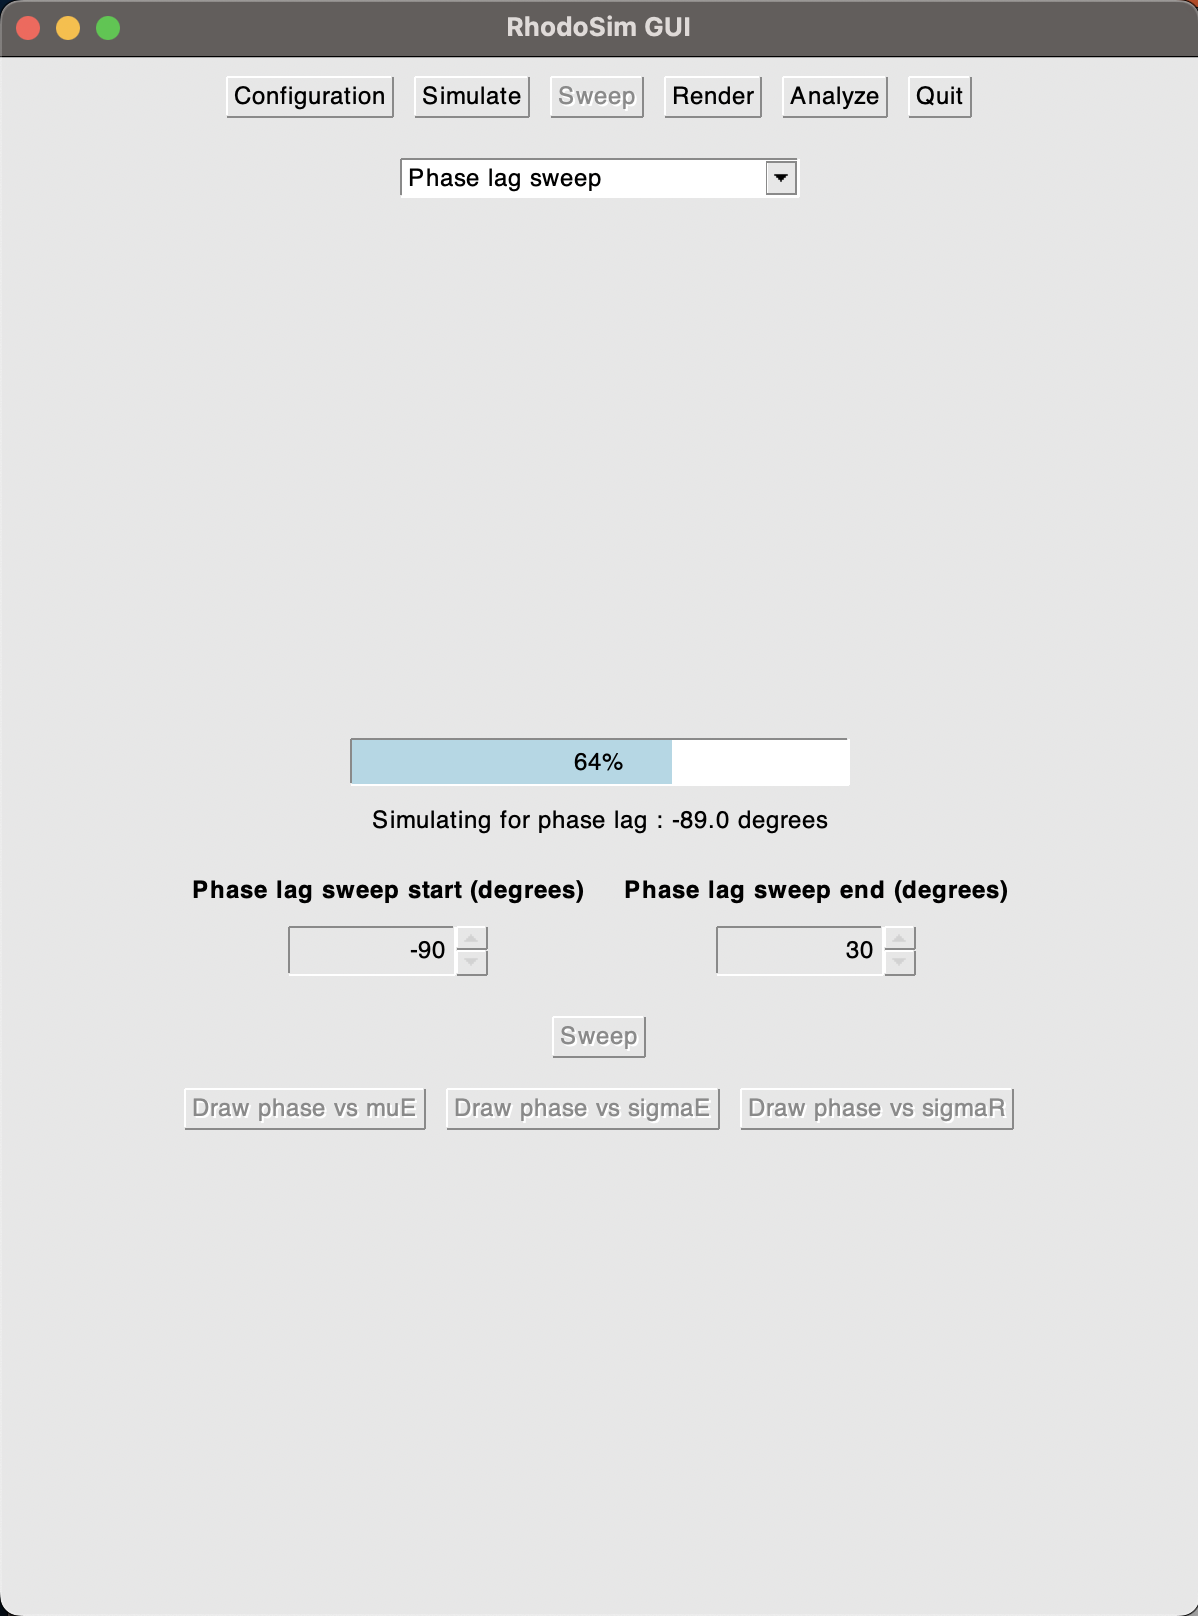 RhodoSim GUI
Configuration Simulate Sweep Render Analyze Quit
Phase lag sweep
64%
Simulating for phase lag : -89.0 degrees
Phase lag sweep start (degrees) Phase lag sweep end (degrees)
-90 30
Sweep
Draw phase vs muE Draw phase vs sigmaE Draw phase vs sigmaR